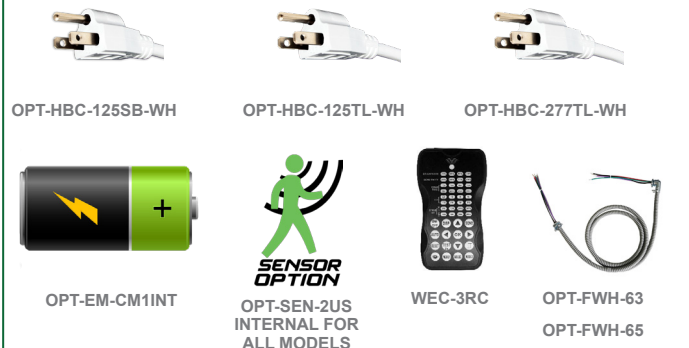 OPT-HBC-125SB-WH
OPT-HBC-125TL-WH
OPT-HBC-277TL-WH
+
SENSOR
OPTION
OPT-EM-CM1INT
OPT-SEN-2US
INTERNAL FOR
ALL MODELS
WEC-3RC
OPT-FWH-63
OPT-FWH-65